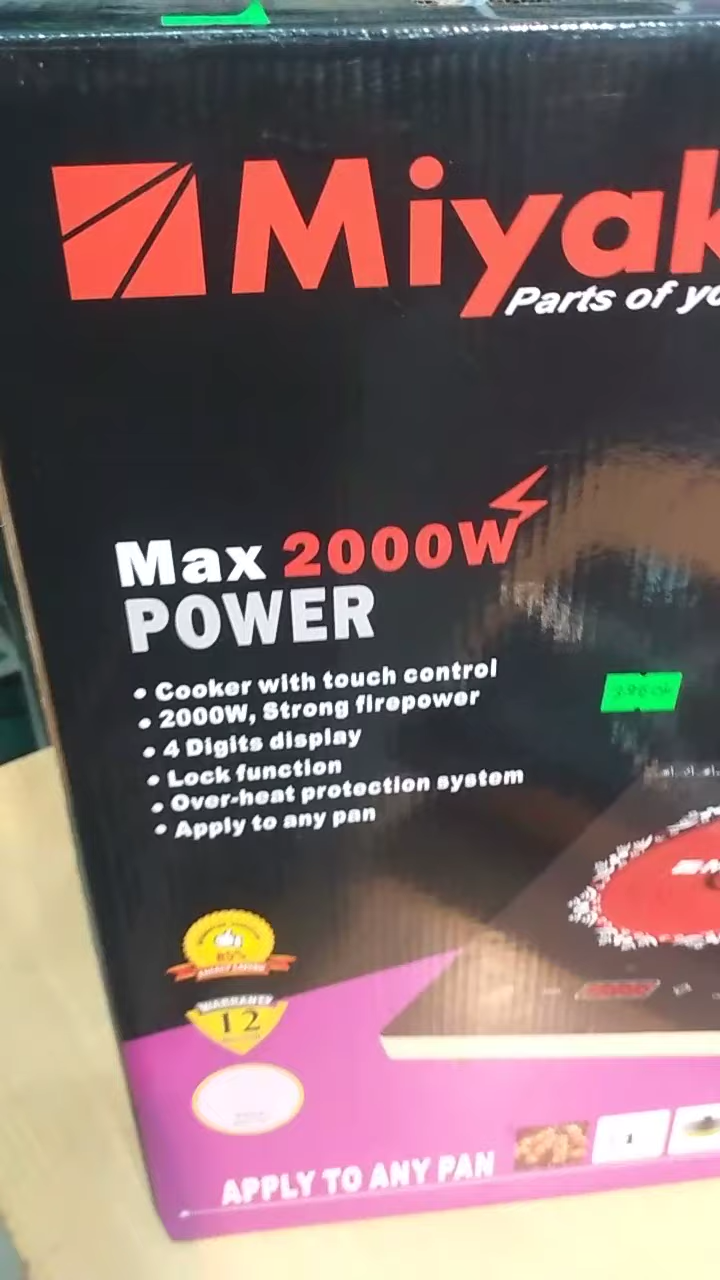 Miyak
Parts of yo
Max 2000W
POWER
• Cooker with touch control
• 2000W, Strong firepower
• 4 Digits display
• Lock function
• Over-heat protection system
• Apply to any pan
WARRANTY
12
APPLY TO ANY PAN